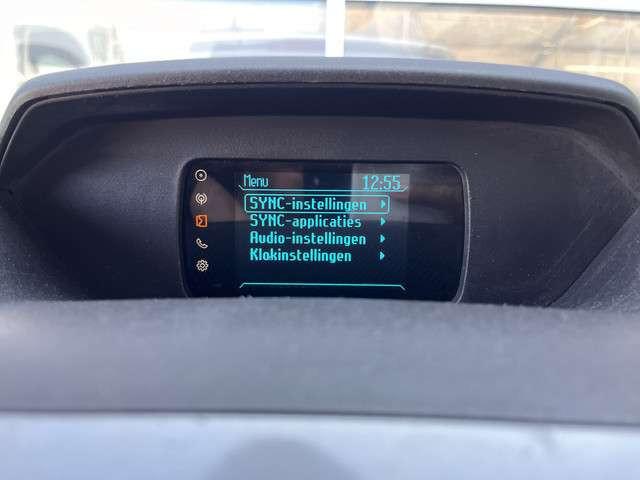 Menu 12:55
SYNC-instellingen
SYNC-applicaties
Audio-instellingen
Klokinstellingen